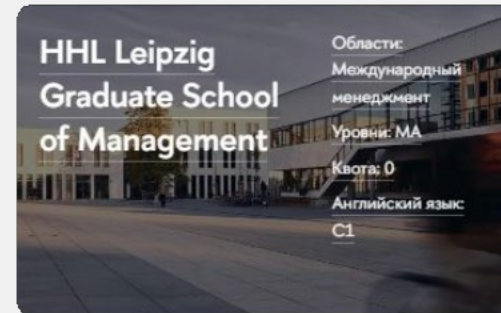 HHL Leipzig
Graduate School
of Management
Области:
Международный
менеджмент
Уровни: MA
Квота: 0
Английский язык:
C1